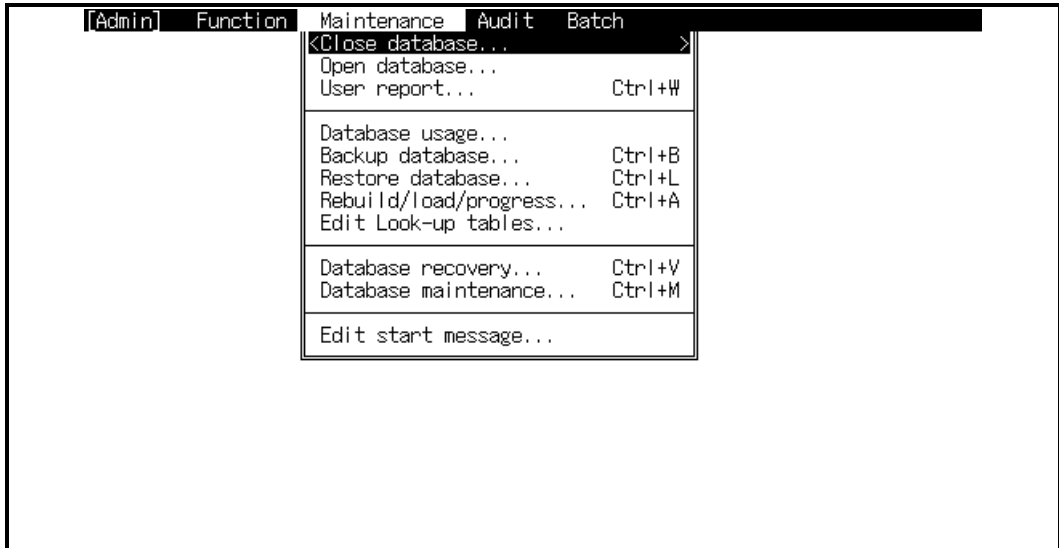 [Admin] Function Maintenance Audit Batch
<Close database... >
Open database...
User report... Ctrl+W
Database usage...
Backup database... Ctrl+B
Restore database... Ctrl+L
Rebuild/load/progress... Ctrl+A
Edit Look-up tables...
Database recovery... Ctrl+V
Database maintenance... Ctrl+M
Edit start message...